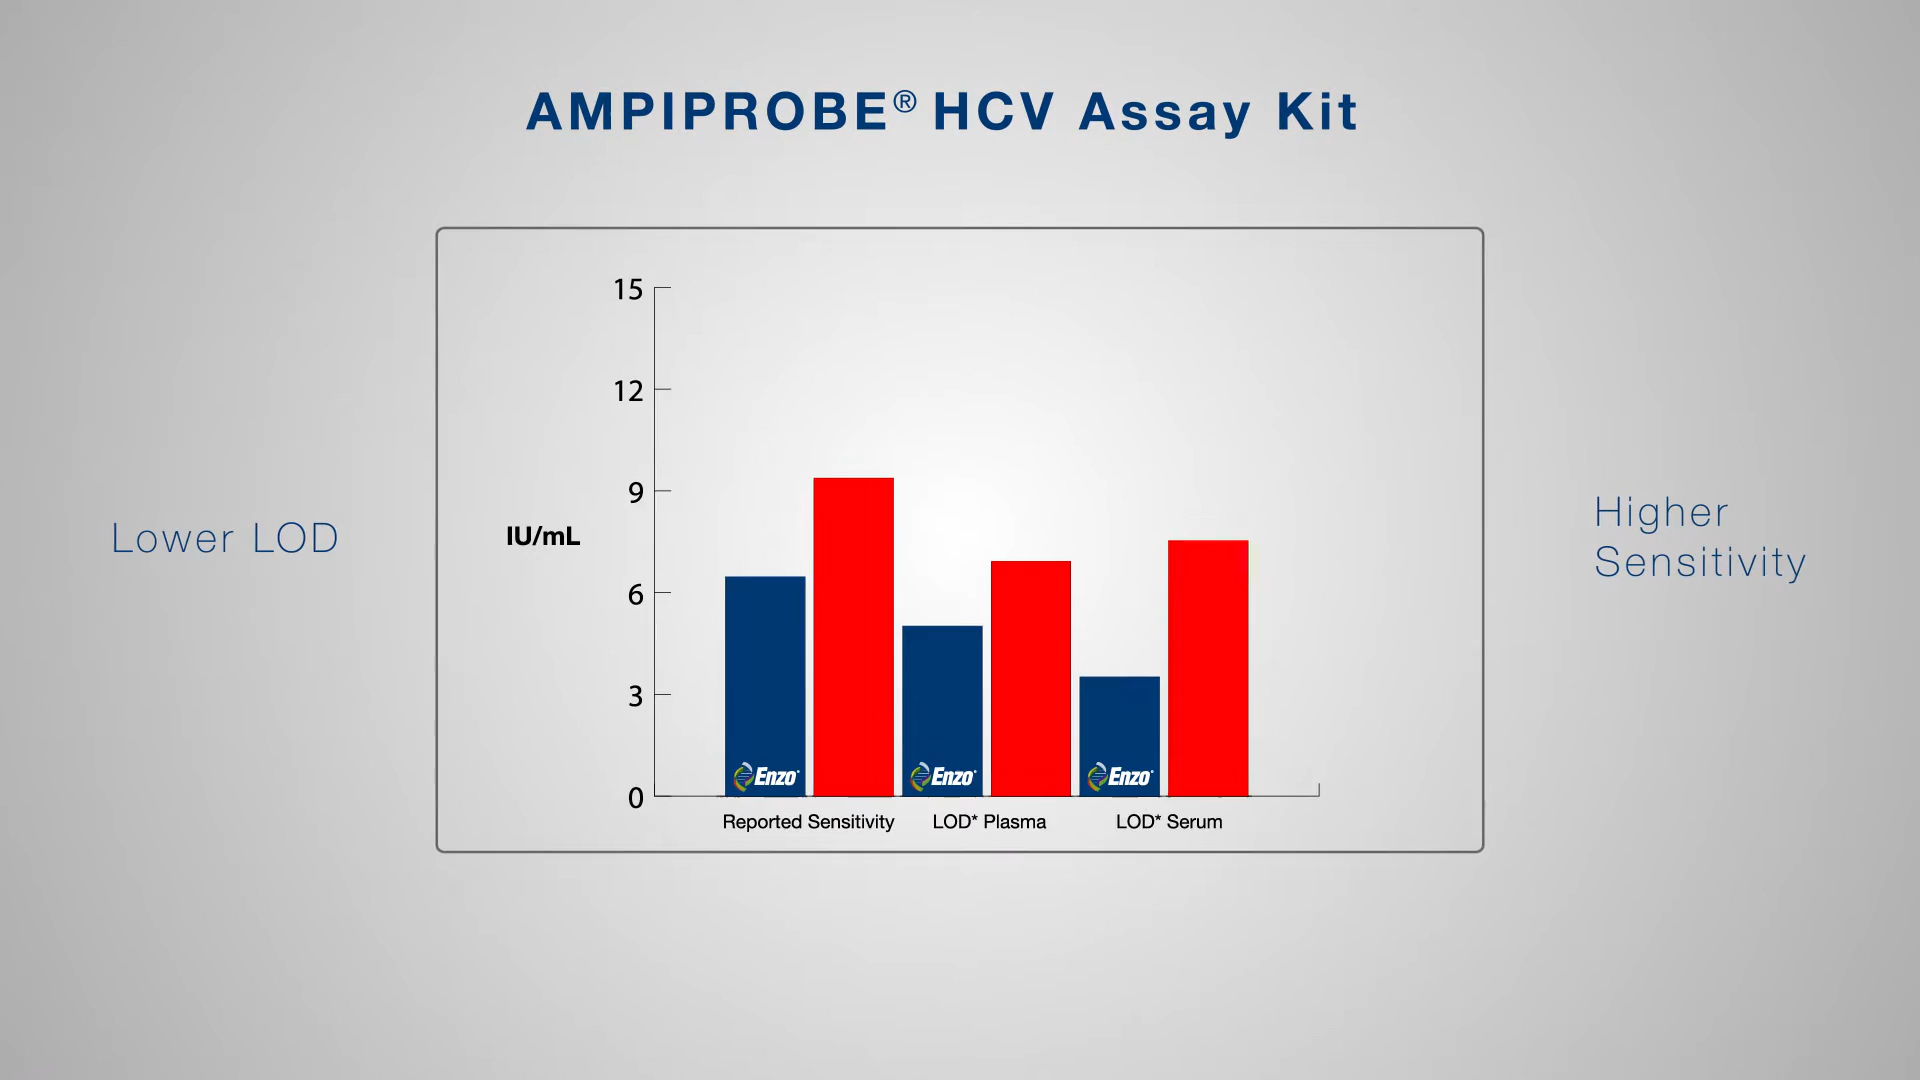 AMPIPROBE® HCV Assay Kit
Lower LOD
IU/mL
15
12
9
6
3
0
Enzo
Enzo
Enzo
Reported Sensitivity
LOD* Plasma
LOD* Serum
Higher
Sensitivity